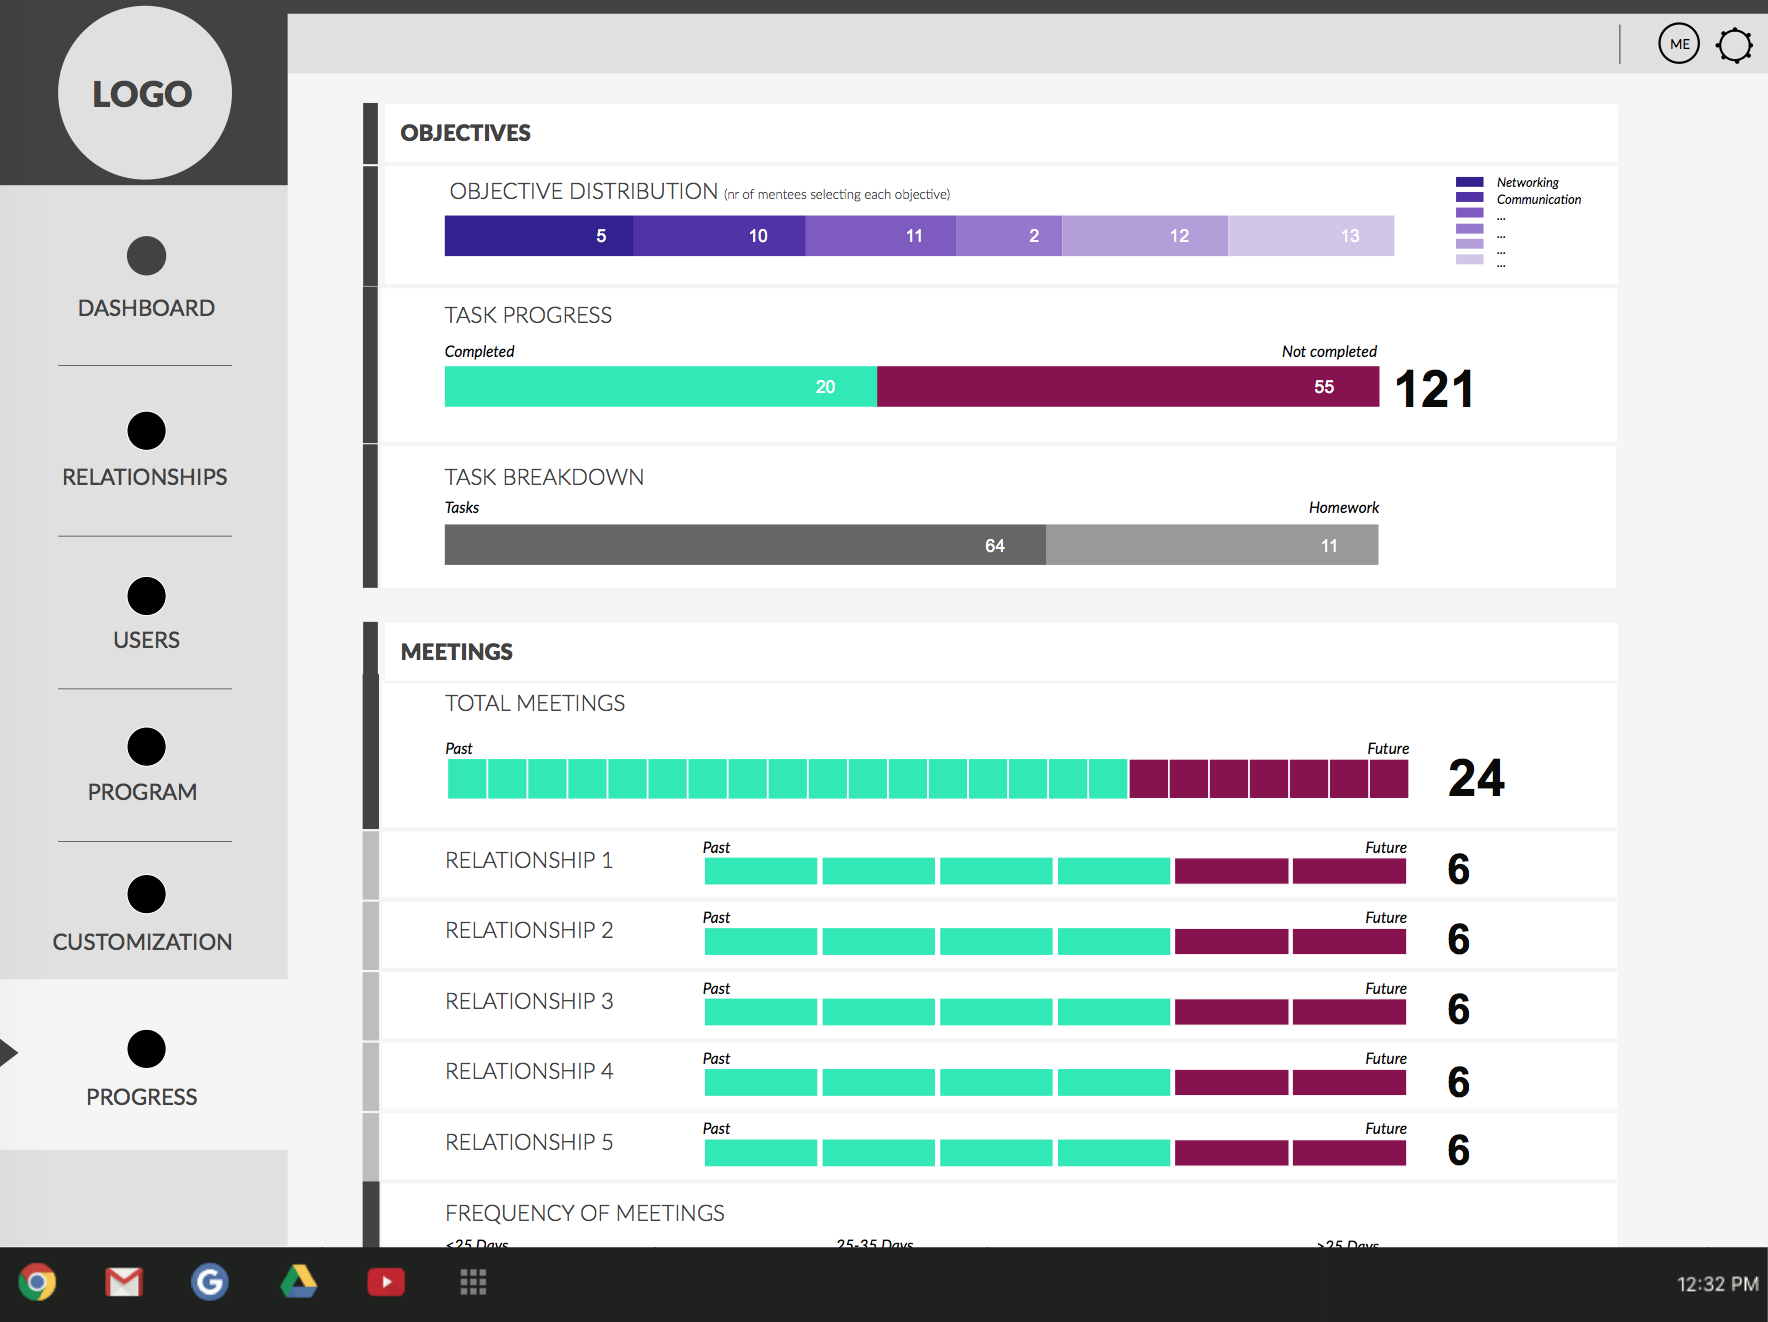 LOGO
ME
DASHBOARD
RELATIONSHIPS
USERS
PROGRAM
CUSTOMIZATION
PROGRESS
OBJECTIVES
OBJECTIVE DISTRIBUTION (nr of mentees selecting each objective)
5 10 11 2 12 13
Networking
Communication
...
...
...
...
TASK PROGRESS
Completed Not completed
20 55 121
TASK BREAKDOWN
Tasks Homework
64 11
MEETINGS
TOTAL MEETINGS
Past Future
24
RELATIONSHIP 1 Past Future 6
RELATIONSHIP 2 Past Future 6
RELATIONSHIP 3 Past Future 6
RELATIONSHIP 4 Past Future 6
RELATIONSHIP 5 Past Future 6
FREQUENCY OF MEETINGS
<25 Days 25-35 Days >25 Days
12:32 PM